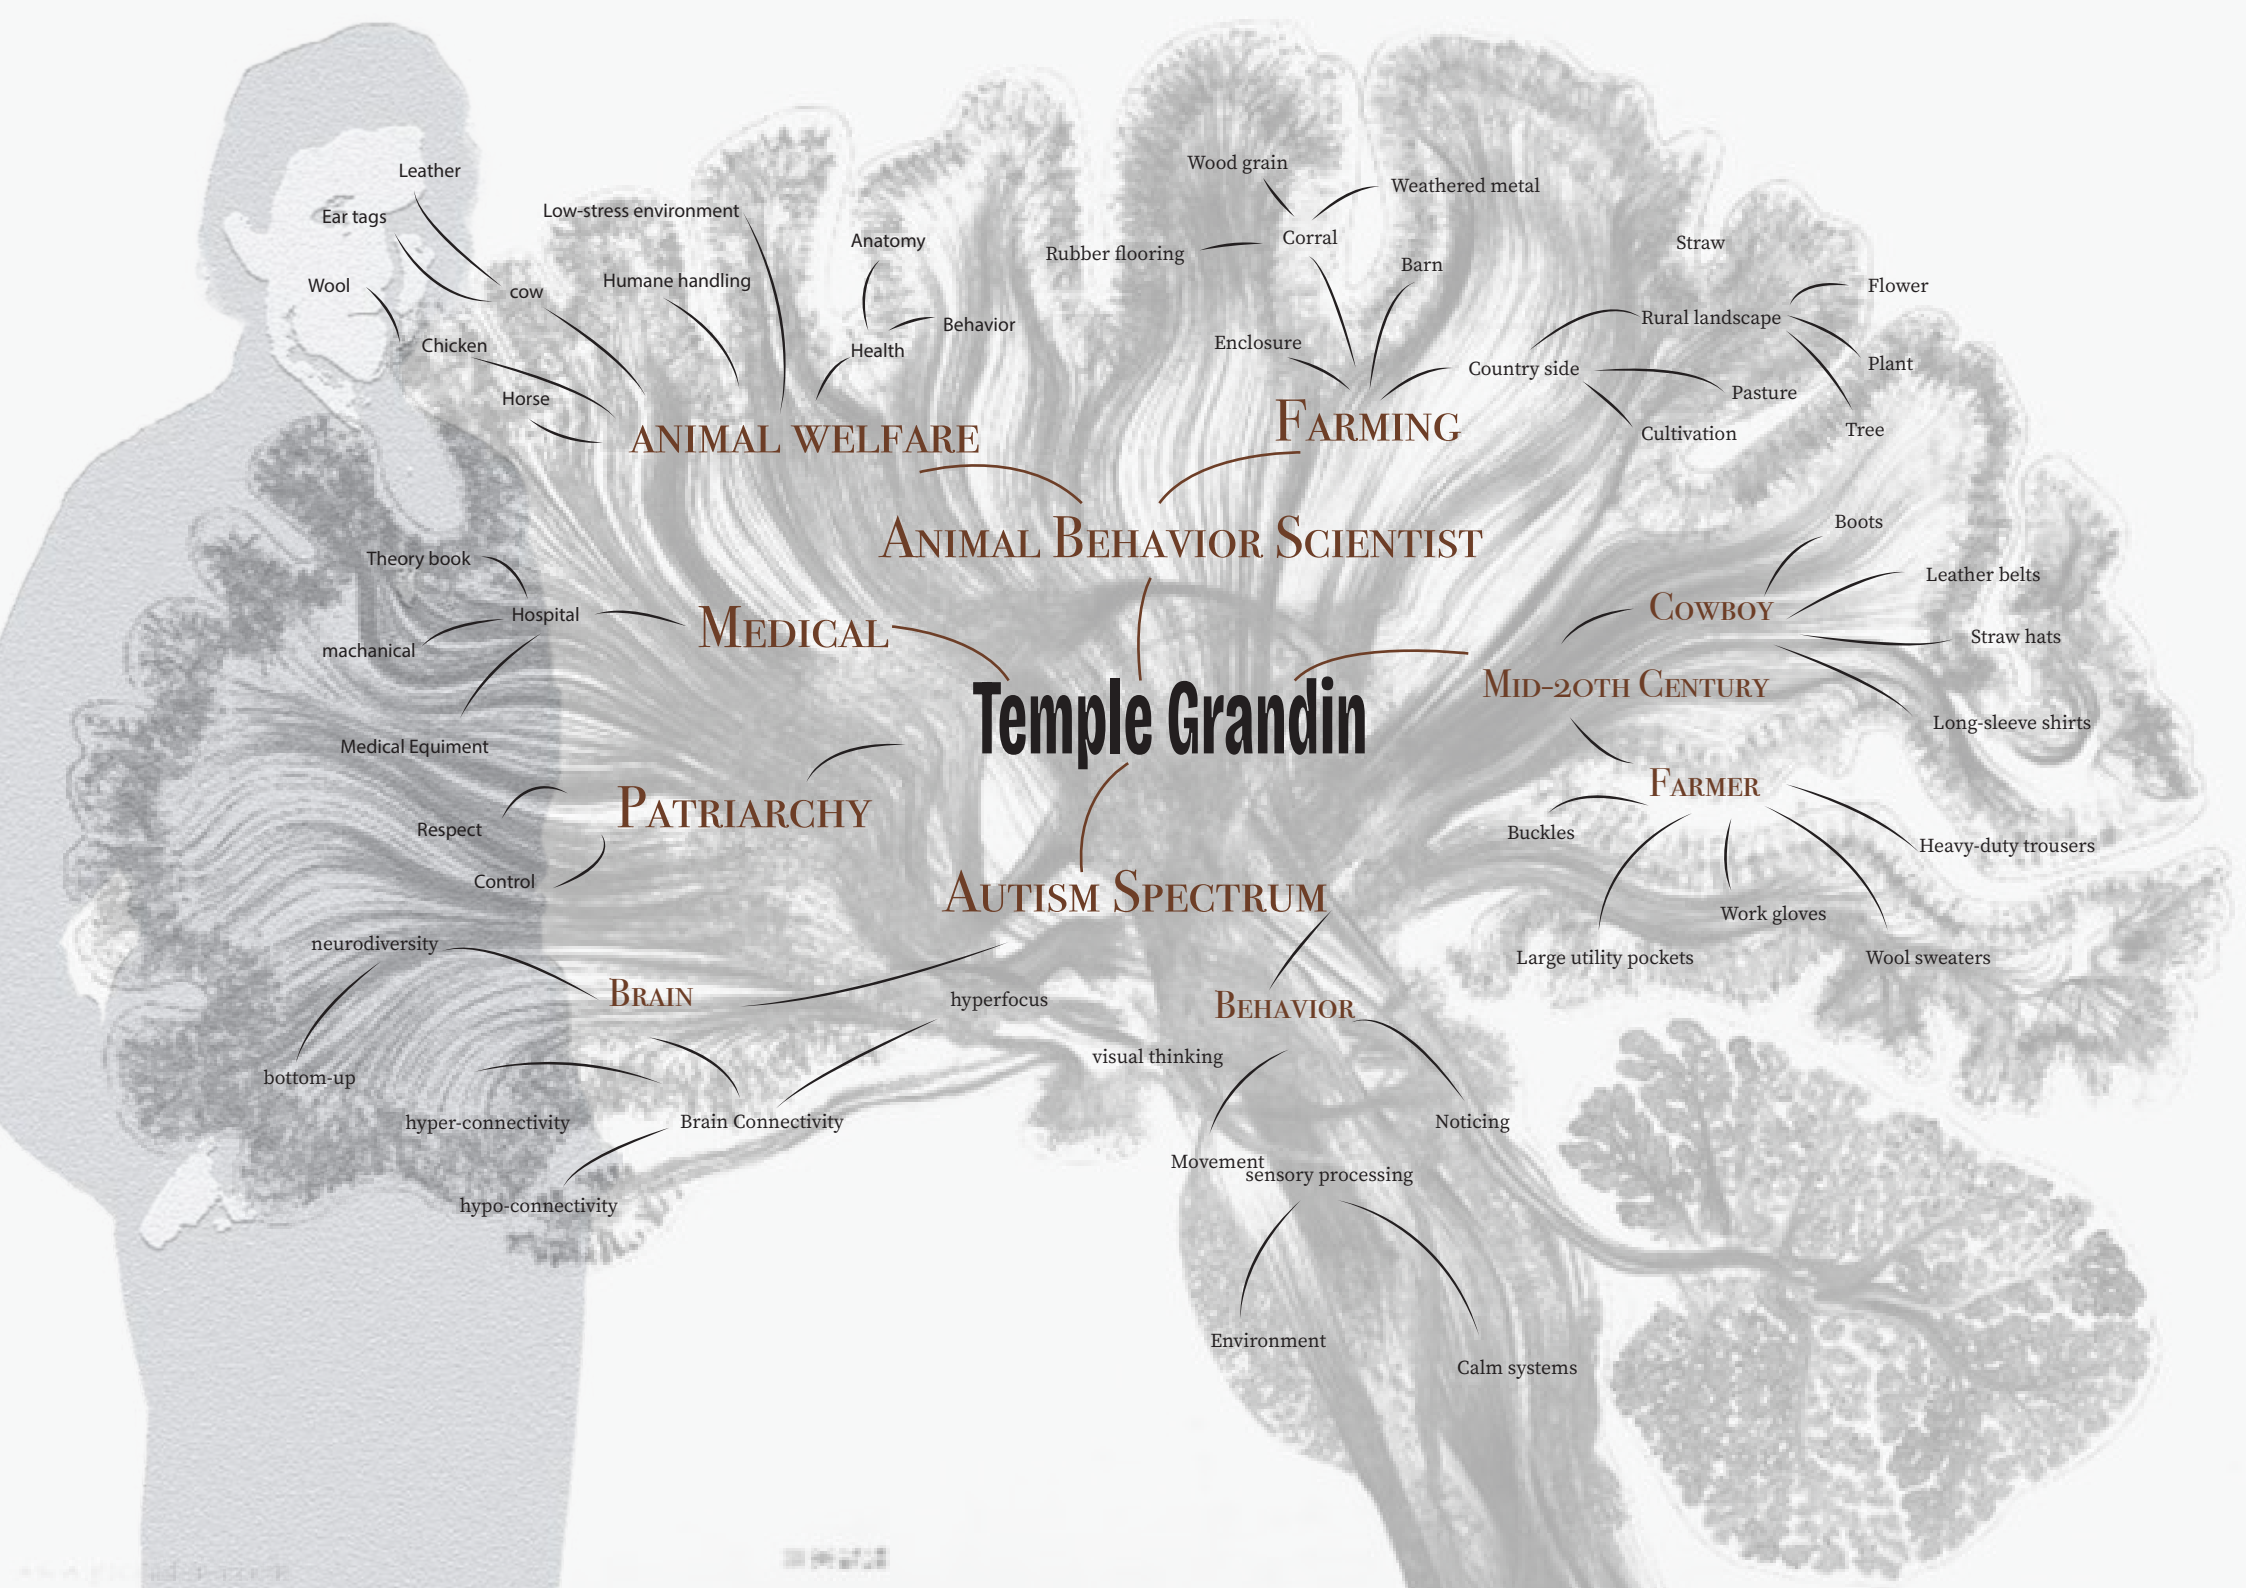 Leather
Ear tags
Wool
cow
Chicken
Horse
Low-stress environment
Humane handling
Anatomy
Behavior
Health
ANIMAL WELFARE
Wood grain
Weathered metal
Rubber flooring
Corral
Barn
Enclosure
Straw
Flower
Rural landscape
Country side
Plant
Pasture
Cultivation
Tree
FARMING
ANIMAL BEHAVIOR SCIENTIST
Theory book
Hospital
machanical
Medical Equiment
MEDICAL
Boots
Leather belts
COWBOY
Straw hats
MID-20TH CENTURY
Long-sleeve shirts
Temple Grandin
PATRIARCHY
Respect
Control
FARMER
Buckles
Heavy-duty trousers
Work gloves
Large utility pockets
Wool sweaters
AUTISM SPECTRUM
neurodiversity
BRAIN
hyperfocus
BEHAVIOR
visual thinking
bottom-up
hyper-connectivity
Brain Connectivity
Noticing
Movement
sensory processing
hypo-connectivity
Environment
Calm systems